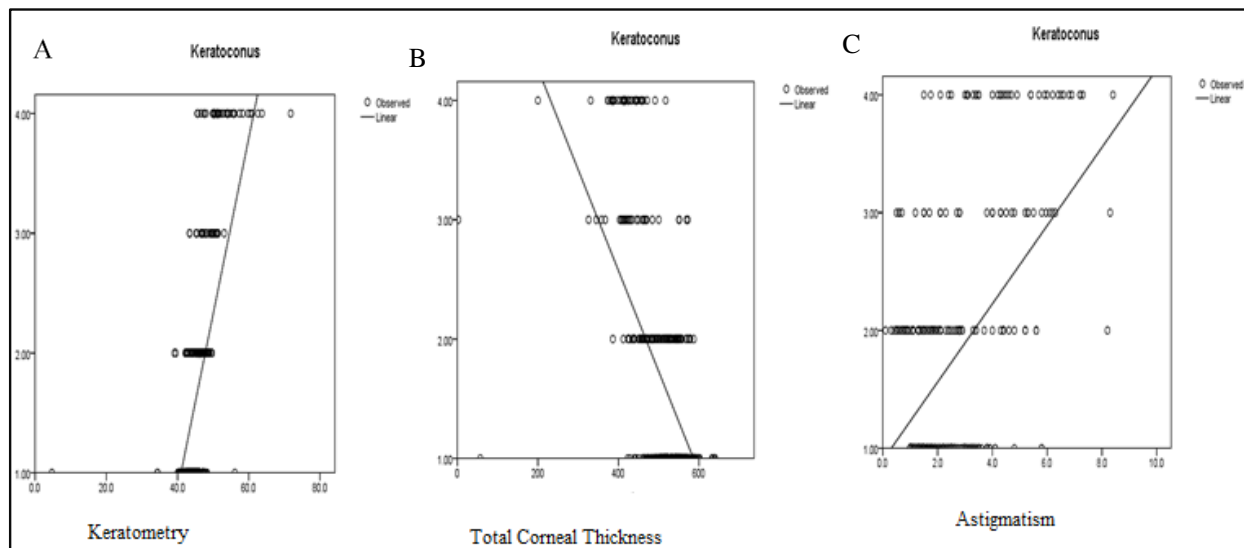 A
Keratoconus
4.00
3.00
2.00
1.00
0.0
20.0
40.0
60.0
80.0
Observed
Linear
Keratometry
B
Keratoconus
4.00
3.00
2.00
1.00
0
200
400
600
Observed
Linear
Total Corneal Thickness
C
Keratoconus
4.00
3.00
2.00
1.00
0.0
2.0
4.0
6.0
8.0
10.0
Observed
Linear
Astigmatism